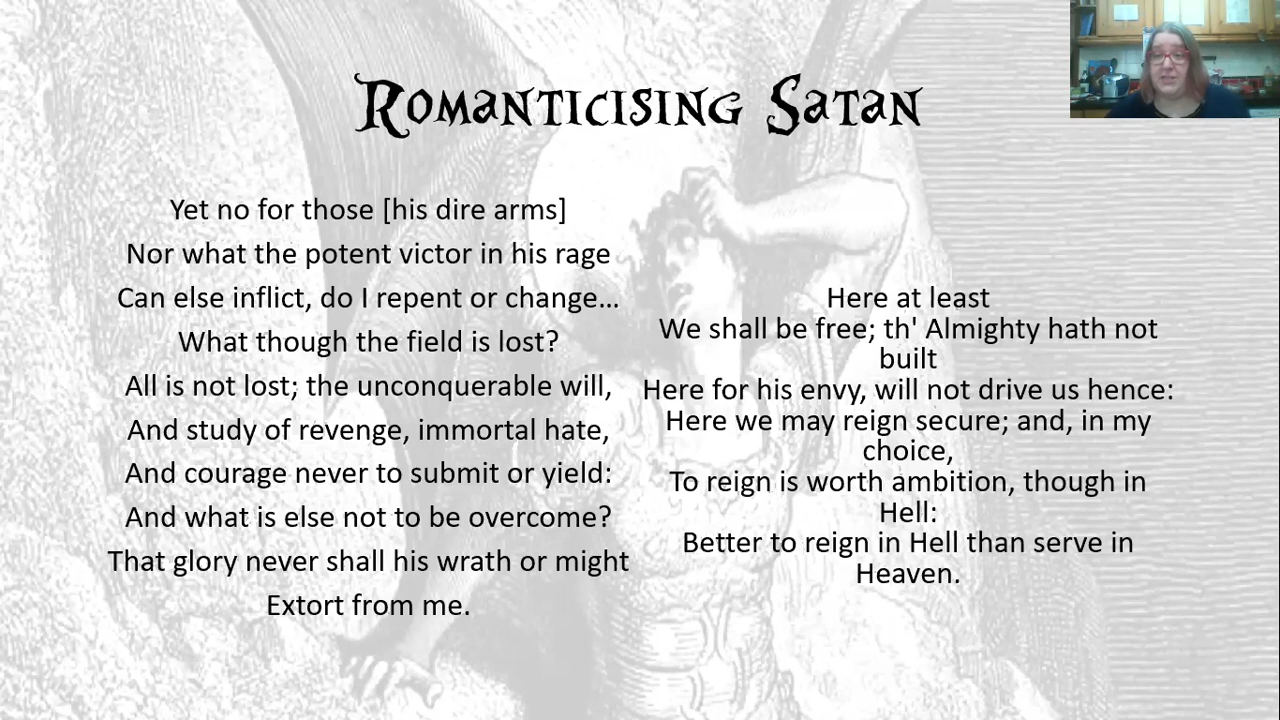 Romanticising Satan
Yet no for those [his dire arms]
Nor what the potent victor in his rage
Can else inflict, do I repent or change…
What though the field is lost?
All is not lost; the unconquerable will,
And study of revenge, immortal hate,
And courage never to submit or yield:
And what is else not to be overcome?
That glory never shall his wrath or might
Extort from me.
Here at least
We shall be free; th' Almighty hath not
built
Here for his envy, will not drive us hence:
Here we may reign secure; and, in my
choice,
To reign is worth ambition, though in
Hell:
Better to reign in Hell than serve in
Heaven.